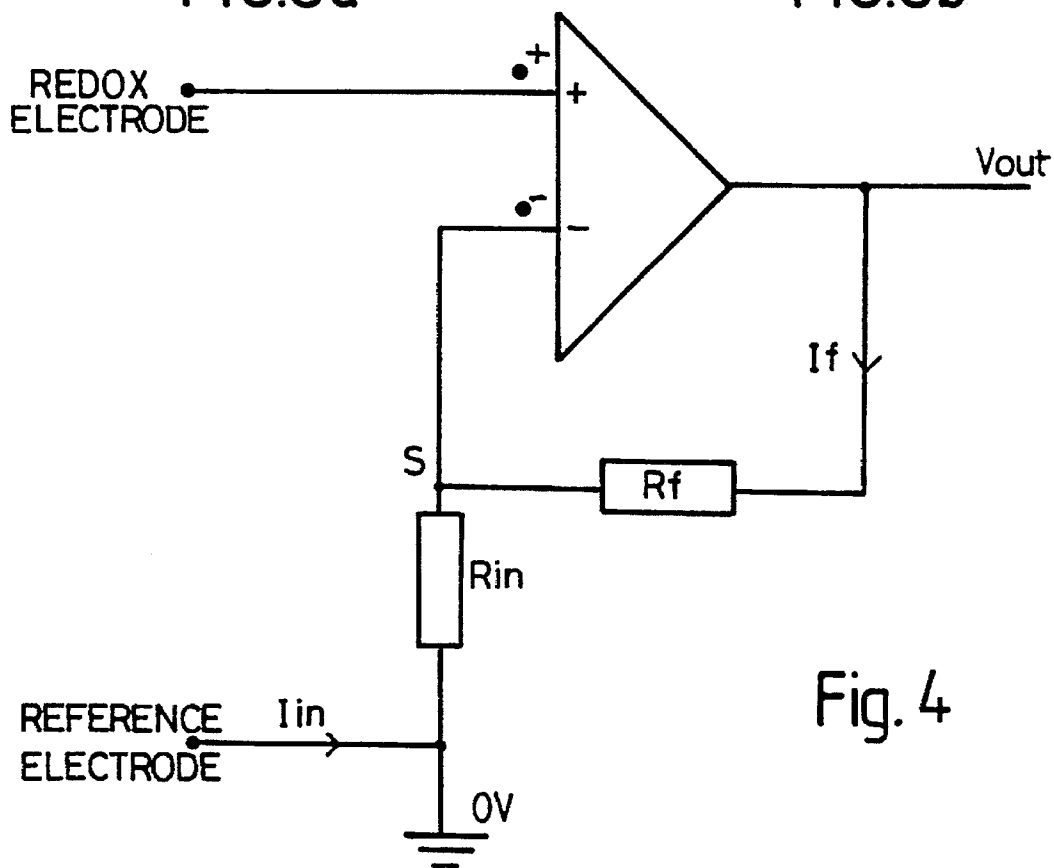 +
REDOX
ELECTRODE
+
Vout
-
-
If
S
Rf
Rin
Fig. 4
REFERENCE
ELECTRODE
Iin
0V